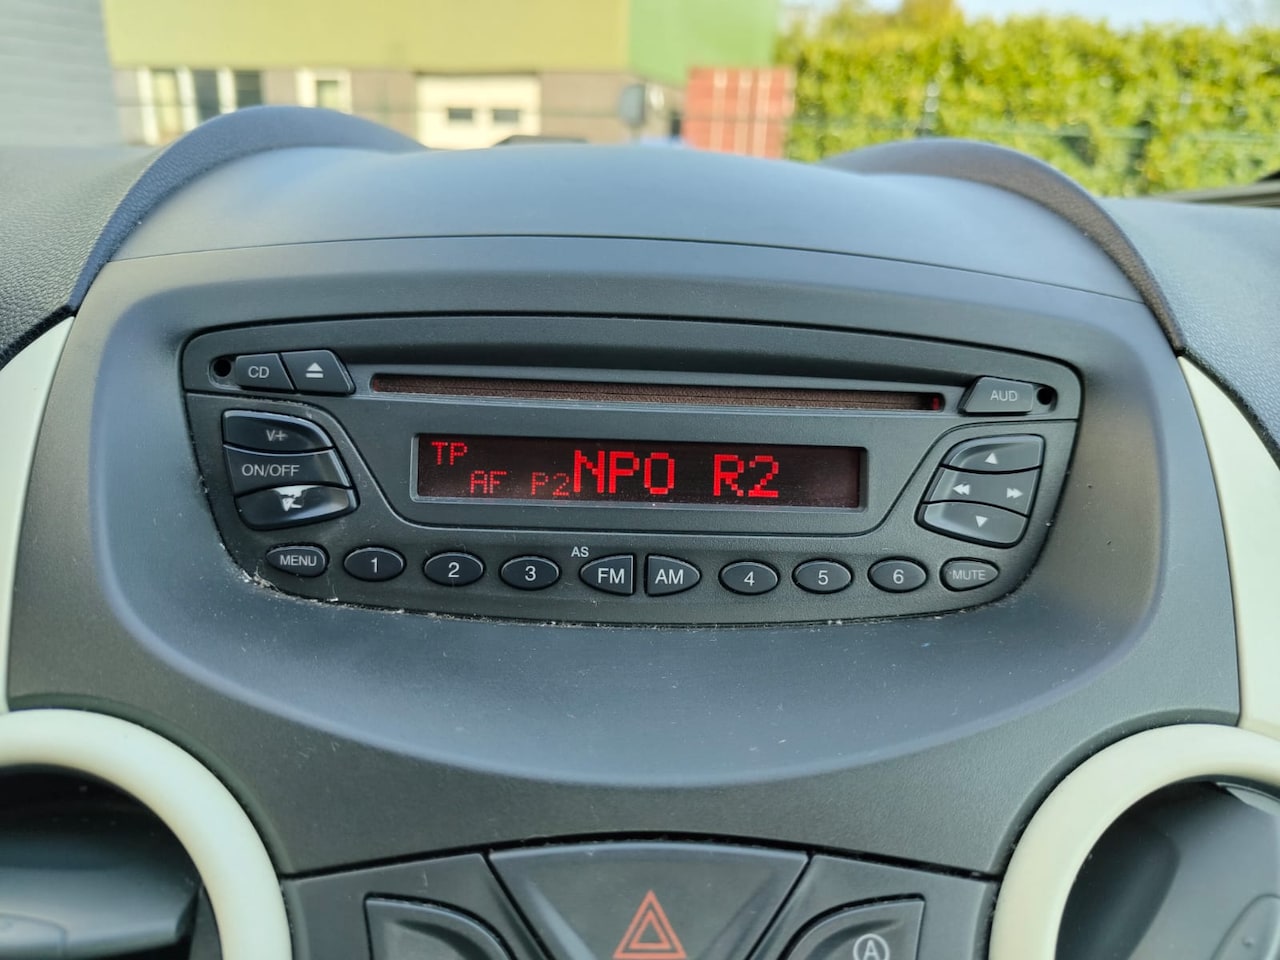 CD
AUD
V+
ON/OFF
TP
AF P2 NPO R2
MENU
1
2
3
AS
FM
AM
4
5
6
MUTE
A